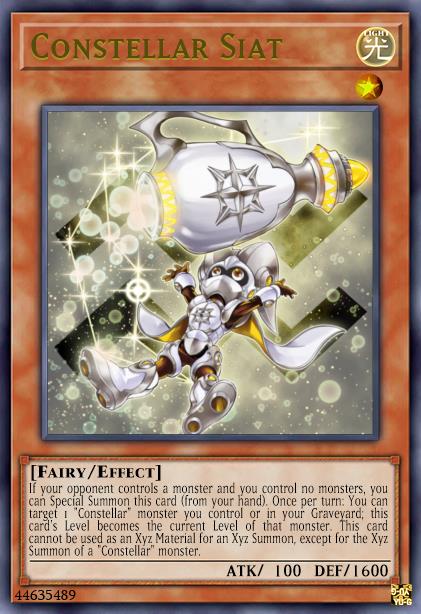 Constellar Siat
LIGHT
光
[Fairy/Effect]
If your opponent controls a monster and you control no monsters, you
can Special Summon this card (from your hand). Once per turn: You can
target 1 "Constellar" monster you control or in your Graveyard; this
card's Level becomes the current Level of that monster. This card
cannot be used as an Xyz Material for an Xyz Summon, except for the Xyz
Summon of a "Constellar" monster.
ATK/ 100 DEF/1600
44635489